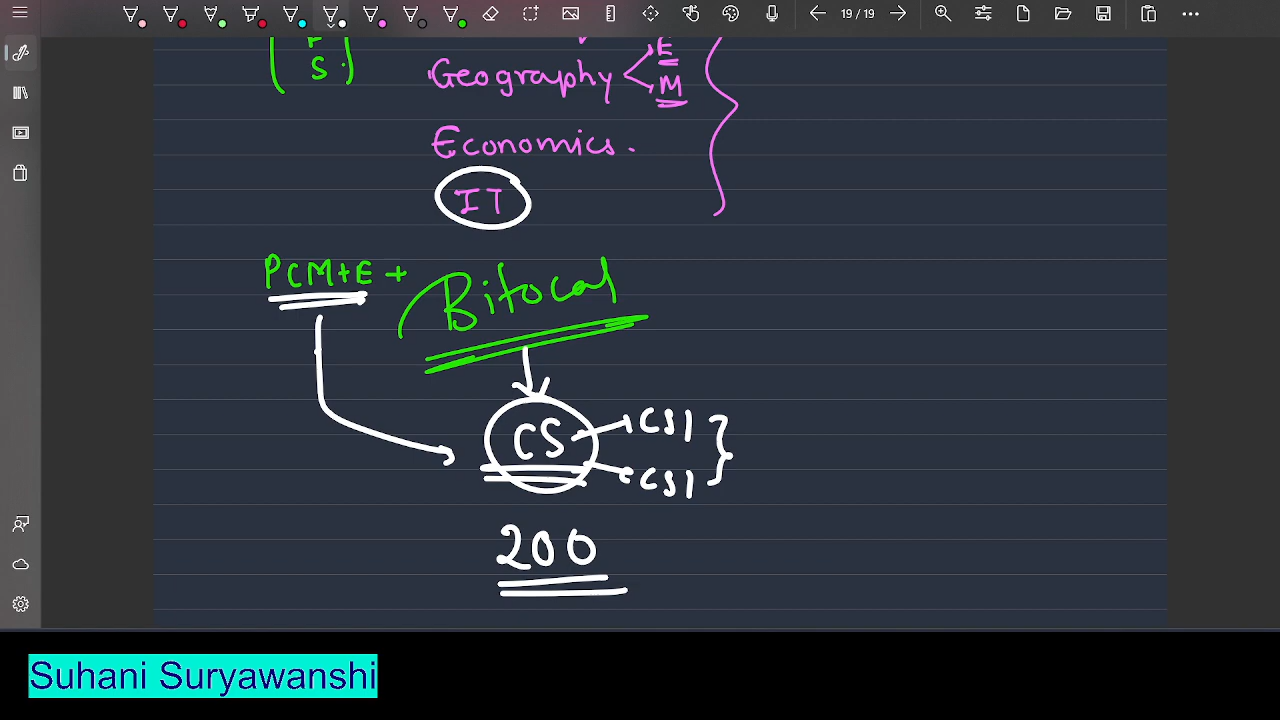 19/19
E
S.
Geography
M
Economics.
IT
PCM+E + Bifocal
CS
CS1
CS1
200
Suhani Suryawanshi